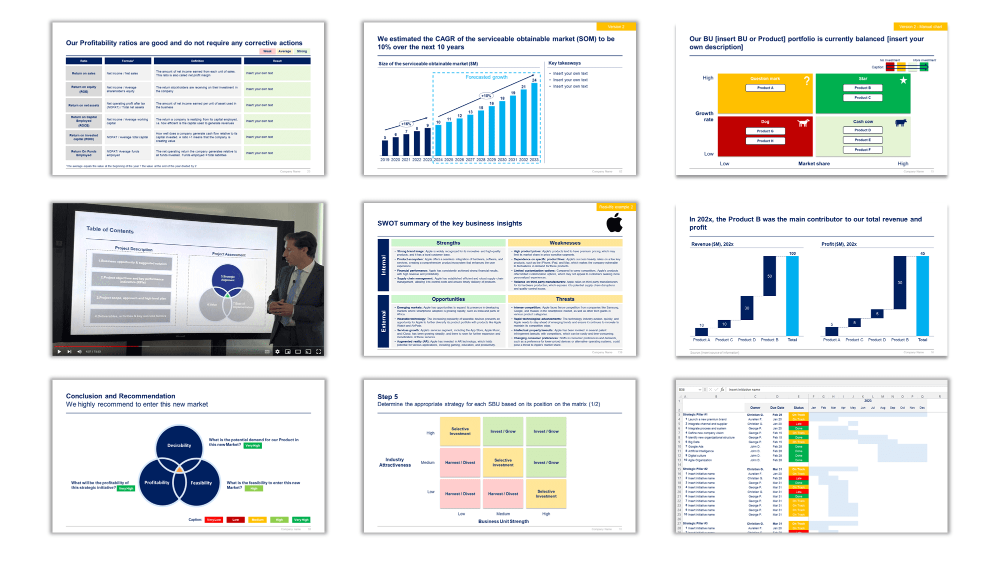 Our Profitability ratios are good and do not require any corrective actions
Weak Average Strong
Ratio Formula¹ Definition Result
Return on sales
Net income / Net sales
The amount of net income earned from each unit of sales.
This ratio is also called net profit margin
Insert your own text
Return on equity
(ROE)
Net income / Average
shareholder's equity
The return stockholders are receiving on their investment in
the company
Insert your own text
Return on net assets
Net operating profit after tax
(NOPAT) / Total net assets
The amount of net income earned per unit of asset used in
the business
Insert your own text
Return on Capital
Employed
(ROCE)
Net income / Average working
capital
The return a company is realizing from its capital employed,
i.e. how efficient is the capital used to generate revenues
Insert your own text
Return on invested
capital (ROIC)
NOPAT / Average total capital
How well does a company generate cash flow relative to its
capital invested. A ratio >1 means that the company is
creating value
Insert your own text
Return On Funds
Employed
NOPAT/ Average funds
employed
The net operating return the company generates relative to
all funds invested. Funds employed = total liabilities
Insert your own text
¹The average equals the value at the beginning of the year + the value at the end of the year divided by 2
Company Name 23
Version 2
We estimated the CAGR of the serviceable obtainable market (SOM) to be
10% over the next 10 years
Size of the serviceable obtainable market ($M)
Forecasted growth
+16%
+10%
5 6 7 8 9 10 11 12 13 15 16 18 19 21 24
2019 2020 2021 2022 2023 2024 2025 2026 2027 2028 2029 2030 2031 2032 2033
Key takeaways
• Insert your own text
• Insert your own text
• Insert your own text
Company Name 82
Version 2 - Manual chart
Our BU [insert BU or Product] portfolio is currently balanced [insert your
own description]
No Investment More investment
Caption:
High
Growth
rate
Low
Question mark
?
Product A
Star
Product B
Product C
Dog
Product G
Product H
Cash cow
Product D
Product E
Product F
Low Market share High
Company Name 15
Table of Contents
Project Description
1.Business opportunity & suggested solution
2.Project objectives and key performance
indicators (KPIs)
3.Project scope, approach and high-level plan
4.Deliverables, activities & key success factors
Project Assessment
5.Strategic
Alignment
6.Value
7.Ease of
Implementation
4:57 / 15:53
Real-life example 2
SWOT summary of the key business insights
Internal
Strengths
• Strong brand image: Apple is widely recognized for its innovative and high-quality
products, and it has a loyal customer base.
• Product ecosystem: Apple offers a seamless integration of hardware, software, and
services, creating a comprehensive product ecosystem that enhances the user
experience.
• Financial performance: Apple has consistently achieved strong financial results,
with high revenue and profitability.
• Supply chain management: Apple has established efficient and robust supply chain
management, allowing it to control costs and ensure timely delivery of products.
Weaknesses
• High product prices: Apple's products tend to have premium pricing, which may
limit its market share in price-sensitive segments.
• Dependence on specific product lines: Apple's success heavily relies on a few key
products, such as the iPhone, iPad, and Mac, which makes the company vulnerable
to fluctuations in demand for these products.
• Limited customization options: Compared to some competitors, Apple's products
offer limited customization options, which may not appeal to customers seeking more
personalized experiences.
• Reliance on third-party manufacturers: Apple relies on third-party manufacturers
for its hardware production, which exposes it to potential supply chain disruptions
and quality control issues.
External
Opportunities
• Emerging markets: Apple has opportunities to expand its presence in developing
markets where smartphone adoption is growing rapidly, such as India and parts of
Africa.
• Wearable technology: The increasing popularity of wearable devices presents an
opportunity for Apple to further diversify its product portfolio with products like Apple
Watch and AirPods.
• Services growth: Apple's services segment, including the App Store, Apple Music,
and iCloud, has been growing steadily, and there is room for further expansion and
monetization of these services.
• Augmented reality (AR): Apple has invested in AR technology, which holds
potential for various applications, including gaming, education, and productivity.
Threats
• Intense competition: Apple faces fierce competition from companies like Samsung,
Google, and Huawei in the smartphone market, as well as other tech giants in
various product categories.
• Rapid technological advancements: The technology industry evolves quickly, and
Apple needs to stay ahead of emerging trends and ensure it continues to innovate to
maintain its competitive edge.
• Intellectual property lawsuits: Apple has been involved in several patent
infringement lawsuits with competitors, which can be costly and time-consuming.
• Changing consumer preferences: Shifts in consumer preferences and demands,
such as a preference for lower-priced devices or alternative operating systems, could
pose a threat to Apple's market share.
Company Name 139
In 202x, the Product B was the main contributor to our total revenue and
profit
Revenue ($M), 202x
10 10 30 50 100
Product A Product C Product D Product B Total
Profit ($M), 202x
5 5 5 30 45
Product A Product C Product D Product B Total
Source: [Insert source of information]
Company Name 16
Conclusion and Recommendation
We highly recommend to enter this new market
Desirability
Profitability
Feasibility
What is the potential demand for our Product in
this new Market? Very High
What will be the profitability of
this strategic initiative? Very High
What is the feasibility to enter this new
Market? High
Caption: Very Low Low Medium High Very High
Company name 19
Step 5
Determine the appropriate strategy for each SBU based on its position on the matrix (1/2)
Industry
Attractiveness
High
Selective
Investment
Invest / Grow
Invest / Grow
Medium
Harvest / Divest
Selective
Investment
Invest / Grow
Low
Harvest / Divest
Harvest / Divest
Selective
Investment
Low Medium High
Business Unit Strength
Company Name 10
B36 fx Insert initiative name
A B C D E F G H I J K L M N O P Q R
1 2023
2 Owner Due Date Status Jan Feb Mar Apr May Jun Jul Aug Sep Oct Nov Dec
3 Strategic Pillar #1 Christian G. Feb 28 On Track
4 1 Launch a new premium brand Aurelien F. Jan 20 On Track
5 2 Integrate channel and supplier Christian G. Jan 20 Late
6 3 Integrate process and system George P. Jan 20 Done
7 4 Define new company vision George P. Feb 15 On Track
8 5 Identify new organizational structure George P. Feb 15 Done
9 6 Big Data George P. Feb 15 On Track
10 7 Google Ads John D. Feb 28 Done
11 8 Artificial Intelligence John D. Feb 28 Done
12 9 Digital culture John D. Feb 28 Done
13 10 Agile Organization John D. Feb 28 Done
14
15 Strategic Pillar #2 Christian G. Mar 31 On Track
16 1 Insert initiative name Aurelien F. Jan 20 On Track
17 2 Insert initiative name Christian G. Feb 28 Late
18 3 Insert initiative name George P. Mar 31 Done
19 4 Insert initiative name George P. Mar 31 On Track
20 5 Insert initiative name Christian G. Mar 31 Late
21 6 Insert initiative name George P. Mar 31 Done
22 7 Insert initiative name George P. Mar 31 On Track
23 8 Insert initiative name George P. Mar 31 On Track
24 9 Insert initiative name George P. Mar 31 On Track
25 10 Insert initiative name George P. Mar 31 On Track
26
27 Strategic Pillar #3 Christian G. Mar 31 On Track
28 1 Insert initiative name Aurelien F. Jan 20 On Track